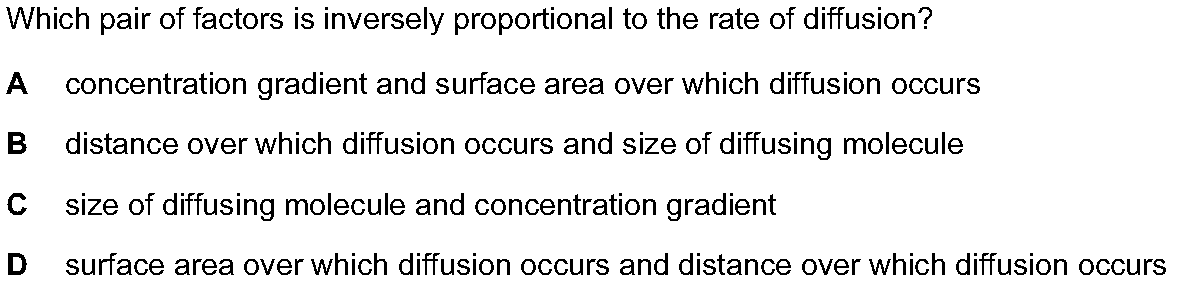 Which pair of factors is inversely proportional to the rate of diffusion?
A concentration gradient and surface area over which diffusion occurs
B distance over which diffusion occurs and size of diffusing molecule
C size of diffusing molecule and concentration gradient
D surface area over which diffusion occurs and distance over which diffusion occurs